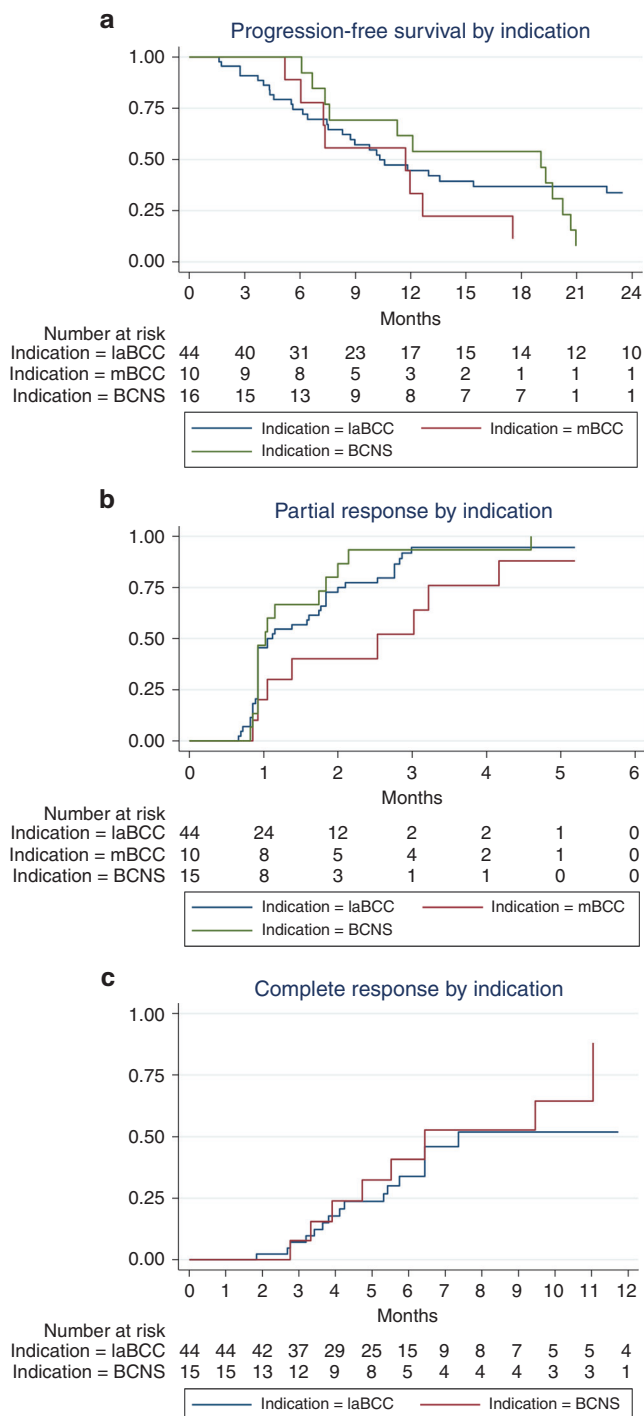 a
Progression-free survival by indication
1.00
0.75
0.50
0.25
0.00
0 3 6 9 12 15 18 21 24
Months
Number at risk
Indication = laBCC 44 40 31 23 17 15 14 12 10
Indication = mBCC 10 9 8 5 3 2 1 1 1
Indication = BCNS 16 15 13 9 8 7 7 1 1
Indication = laBCC Indication = mBCC
Indication = BCNS
b
Partial response by indication
1.00
0.75
0.50
0.25
0.00
0 1 2 3 4 5 6
Months
Number at risk
Indication = laBCC 44 24 12 2 2 1 0
Indication = mBCC 10 8 5 4 2 1 0
Indication = BCNS 15 8 3 1 1 0 0
Indication = laBCC Indication = mBCC
Indication = BCNS
c
Complete response by indication
1.00
0.75
0.50
0.25
0.00
0 1 2 3 4 5 6 7 8 9 10 11 12
Months
Number at risk
Indication = laBCC 44 44 42 37 29 25 15 9 8 7 5 5 4
Indication = BCNS 15 15 13 12 9 8 5 4 4 4 3 3 1
Indication = laBCC Indication = BCNS